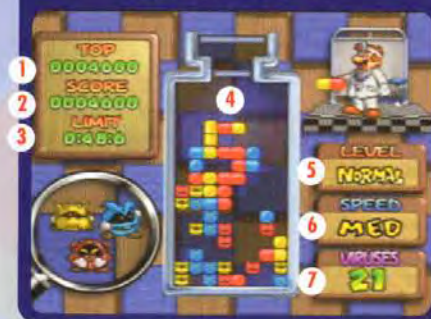 TOP
1 0004600
SCORE
2 0004600
LIMIT
3 0:48:6
4
LEVEL
5 NORMAL
SPEED
6 MED
VIRUSES
7 21